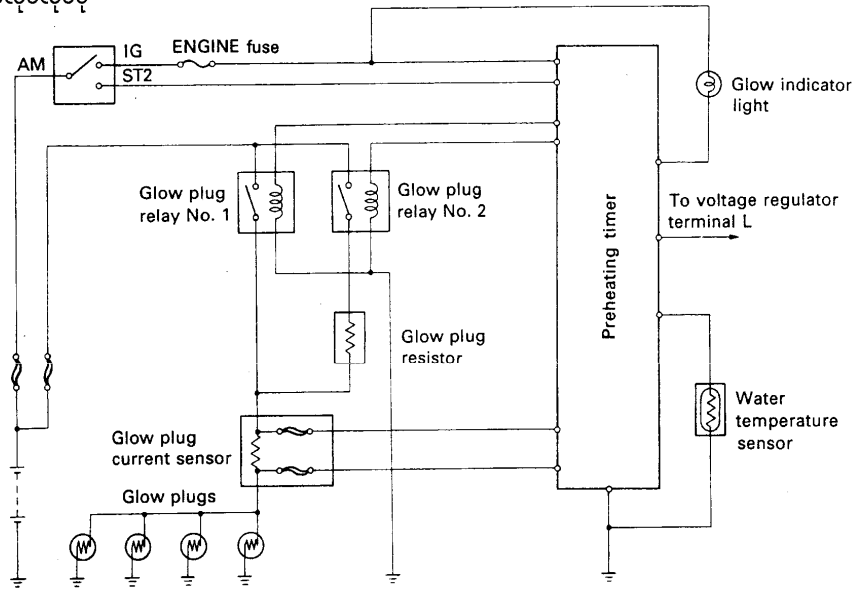 AM
IG
ST2
ENGINE fuse
Glow indicator
light
Glow plug
relay No. 1
Glow plug
relay No. 2
Preheating timer
To voltage regulator
terminal L
Glow plug
resistor
Glow plug
current sensor
Water
temperature
sensor
Glow plugs